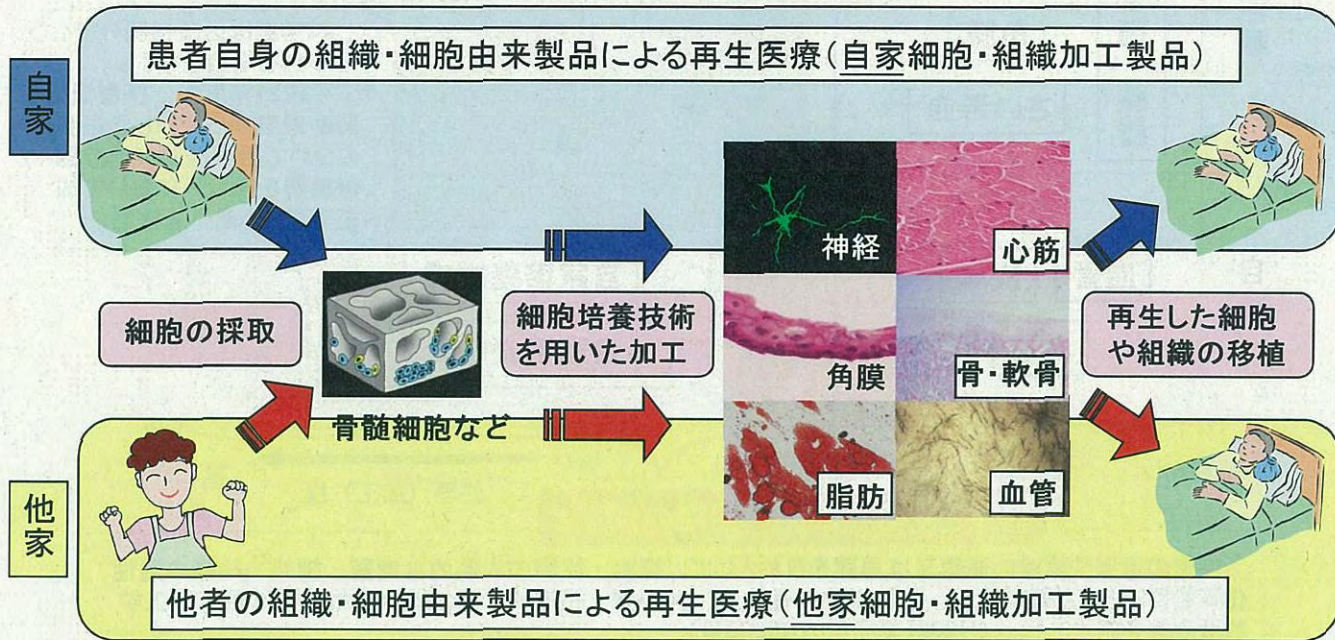 患者自身の組織・細胞由来製品による再生医療(自家細胞・組織加工製品)
自家
神経
心筋
細胞の採取
細胞培養技術
を用いた加工
再生した細胞
や組織の移植
角膜
骨・軟骨
骨髄細胞など
脂肪
血管
他家
他者の組織・細胞由来製品による再生医療(他家細胞・組織加工製品)